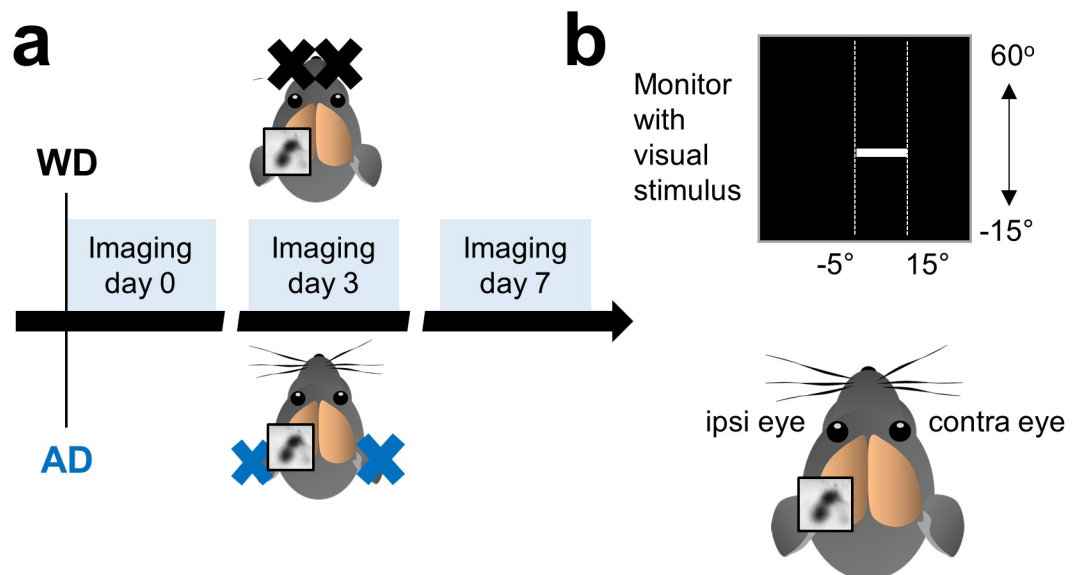 a
WD
Imaging
day 0
Imaging
day 3
Imaging
day 7
AD
b
Monitor
with
visual
stimulus
60º
-15°
-5°
15°
ipsi eye
contra eye